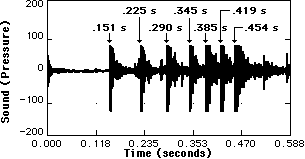 Sound (Pressure)
200
100
0
-100
-200
.225 s .345 s .419 s
.151 s .290 s .385 s .454 s
0.000 0.118 0.235 0.353 0.470 0.588
Time (seconds)